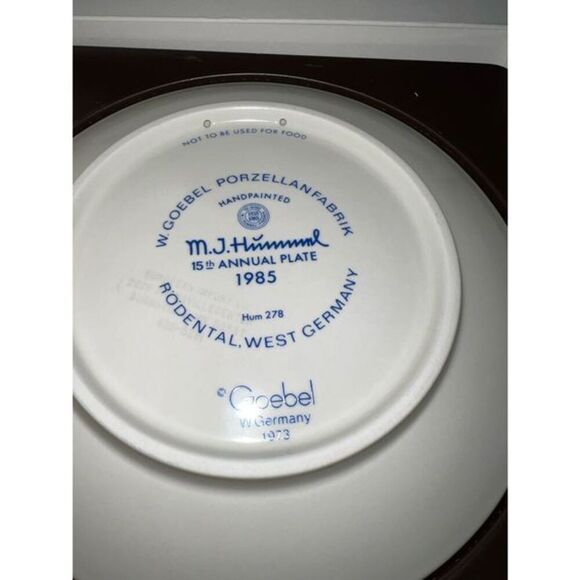 NOT TO BE USED FOR FOOD
W. GOEBEL PORZELLANFABRIK
HANDPAINTED
M.J.Hummel
15th ANNUAL PLATE
1985
Hum 278
RÖDENTAL, WEST GERMANY
© Goebel
W.Germany
1973